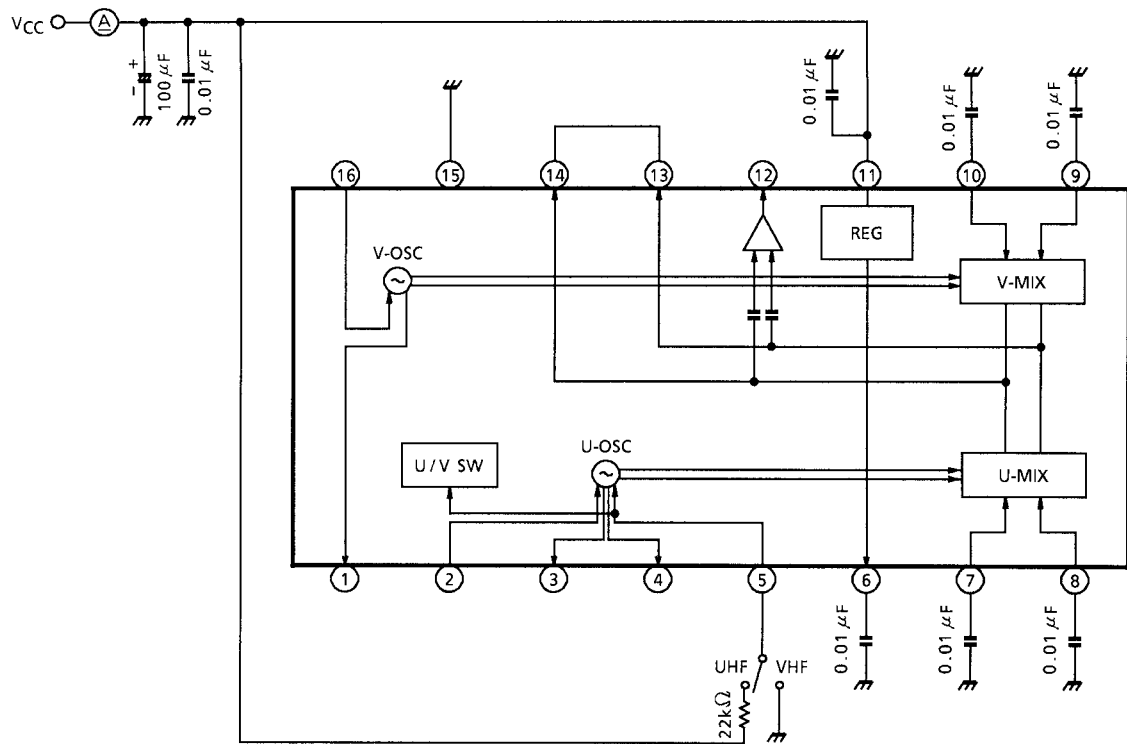 VCC
A
+
−
100 μF
0.01 μF
0.01 μF
0.01 μF
0.01 μF
16
15
14
13
12
11
10
9
REG
V-OSC
~
V-MIX
U/V SW
U-OSC
~
U-MIX
1
2
3
4
5
6
7
8
UHF
VHF
22kΩ
0.01 μF
0.01 μF
0.01 μF